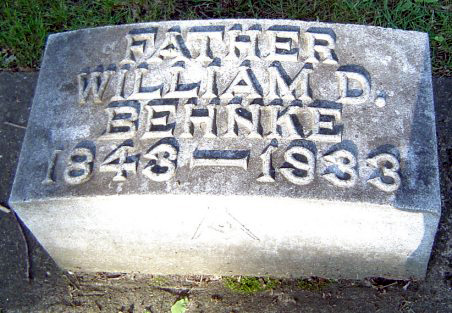 FATHER
WILLIAM D.
BEHNKE
1843 — 1933